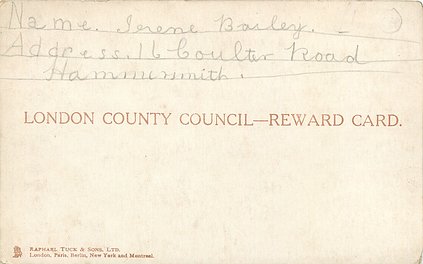 Name. Irene Bailey.
Address. 16 Coulter Road
Hammersmith.
LONDON COUNTY COUNCIL—REWARD CARD.
RAPHAEL TUCK & SONS, LTD.
London, Paris, Berlin, New York and Montreal.